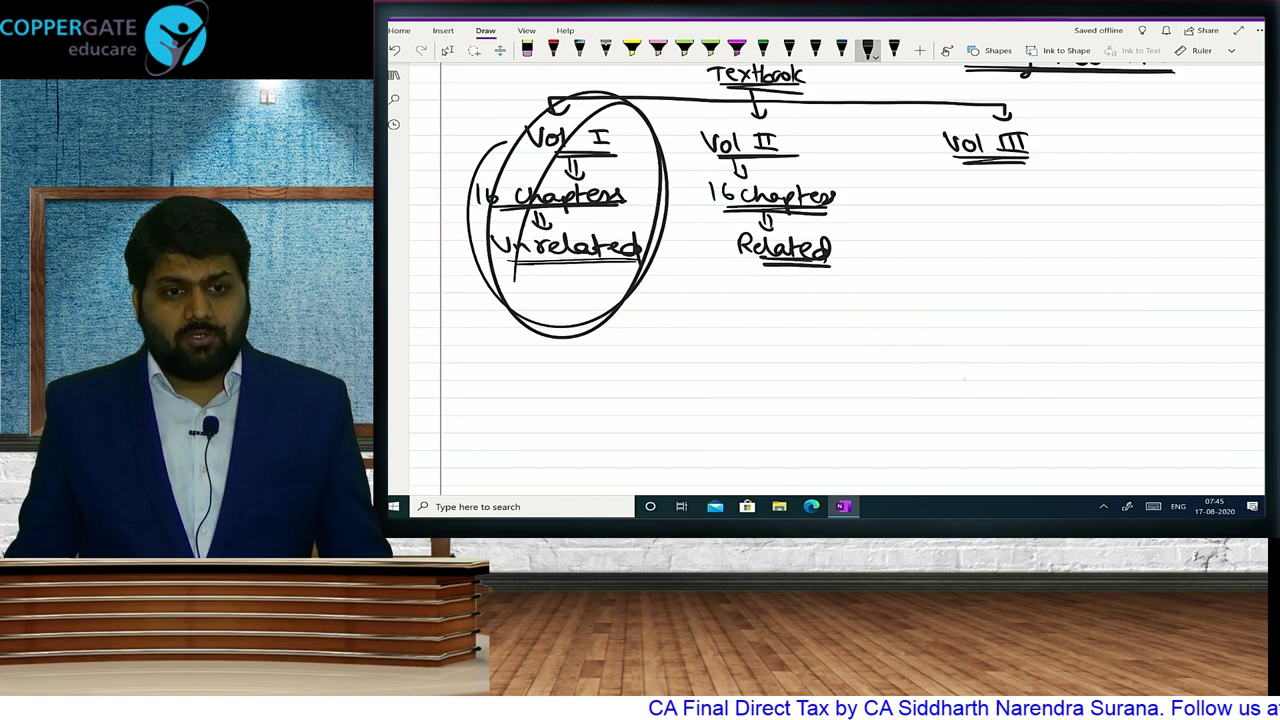 COPPERGATE
educare
Home Insert Draw View Help
Saved offline
Share
Shapes
Ink to Shape
Ink to Text
Ruler
Textbook
Vol I
Vol II
Vol III
16 chapters
16 chapters
Unrelated
Related
Type here to search
ENG
07:45
17-08-2020
CA Final Direct Tax by CA Siddharth Narendra Surana. Follow us a